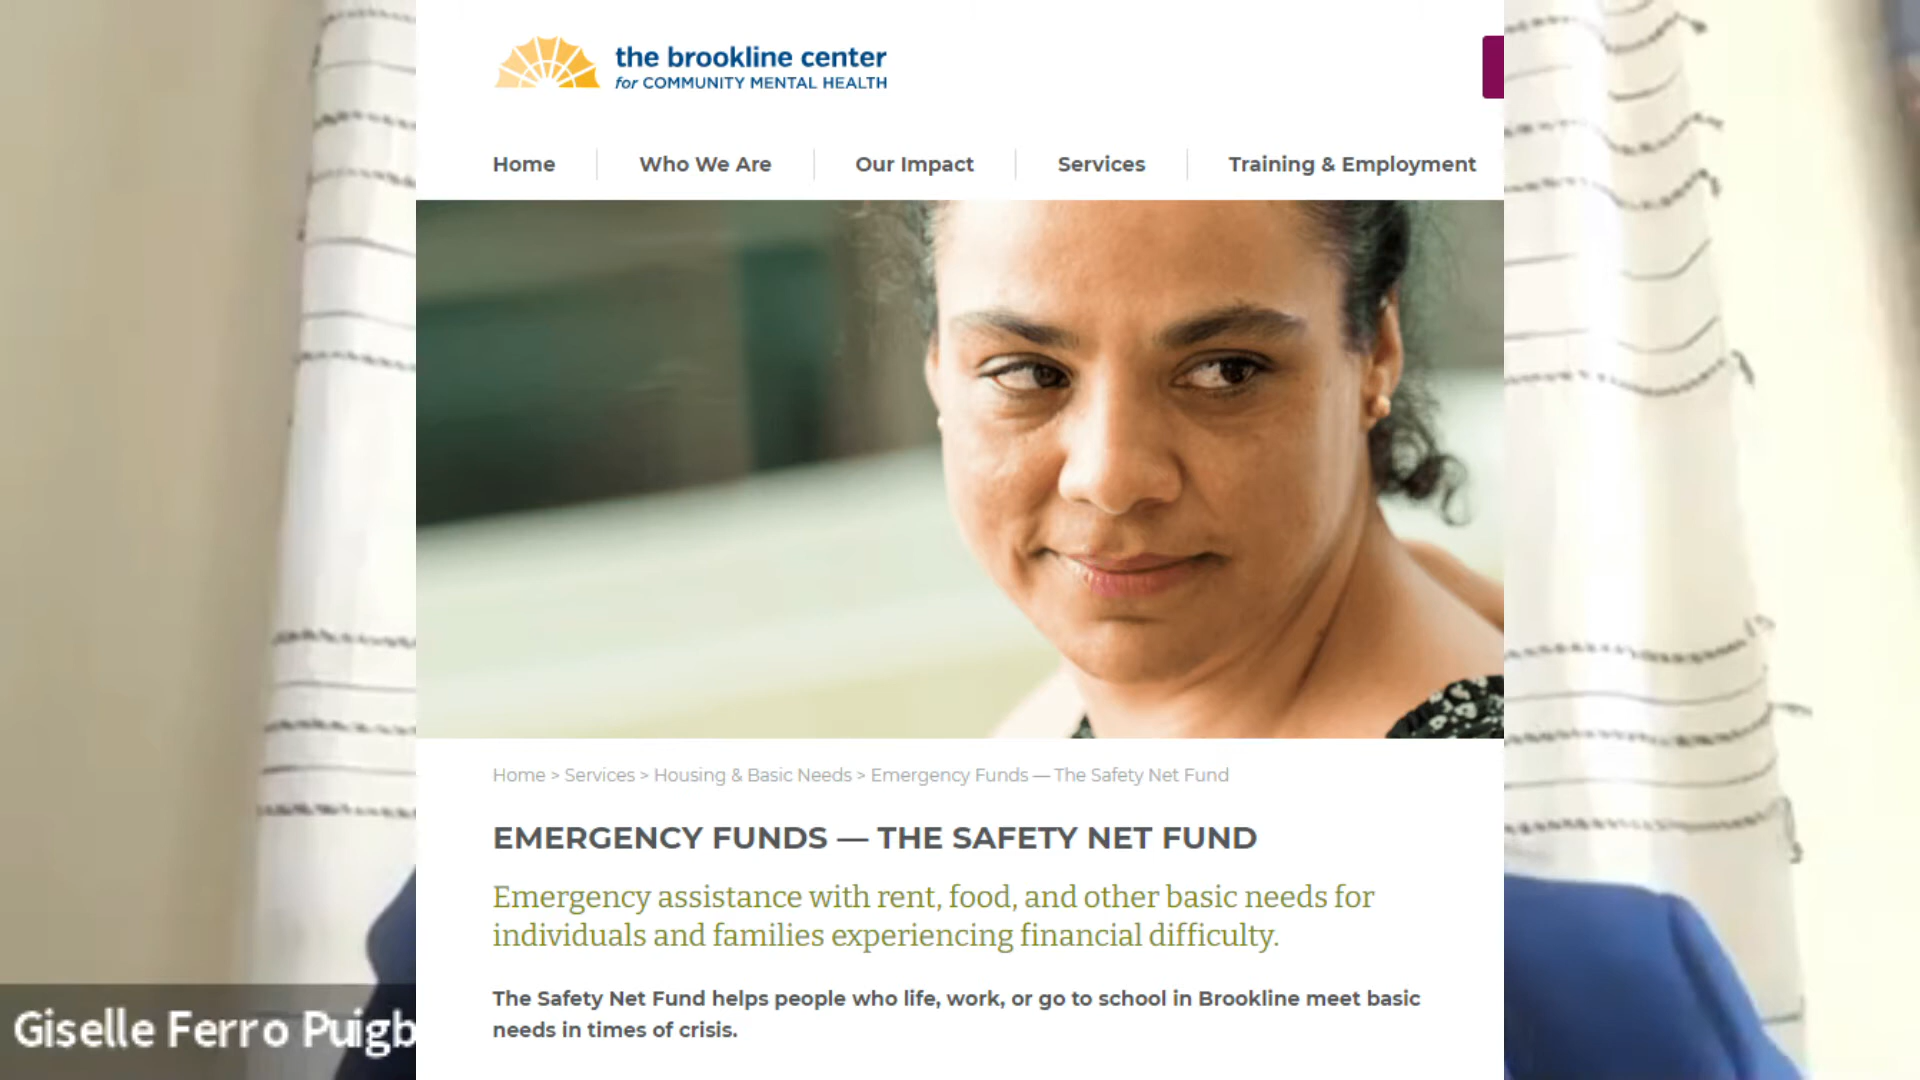 the brookline center
for COMMUNITY MENTAL HEALTH
Home
Who We Are
Our Impact
Services
Training & Employment
Home > Services > Housing & Basic Needs > Emergency Funds — The Safety Net Fund
EMERGENCY FUNDS — THE SAFETY NET FUND
Emergency assistance with rent, food, and other basic needs for
individuals and families experiencing financial difficulty.
The Safety Net Fund helps people who life, work, or go to school in Brookline meet basic
needs in times of crisis.
Giselle Ferro Puigb